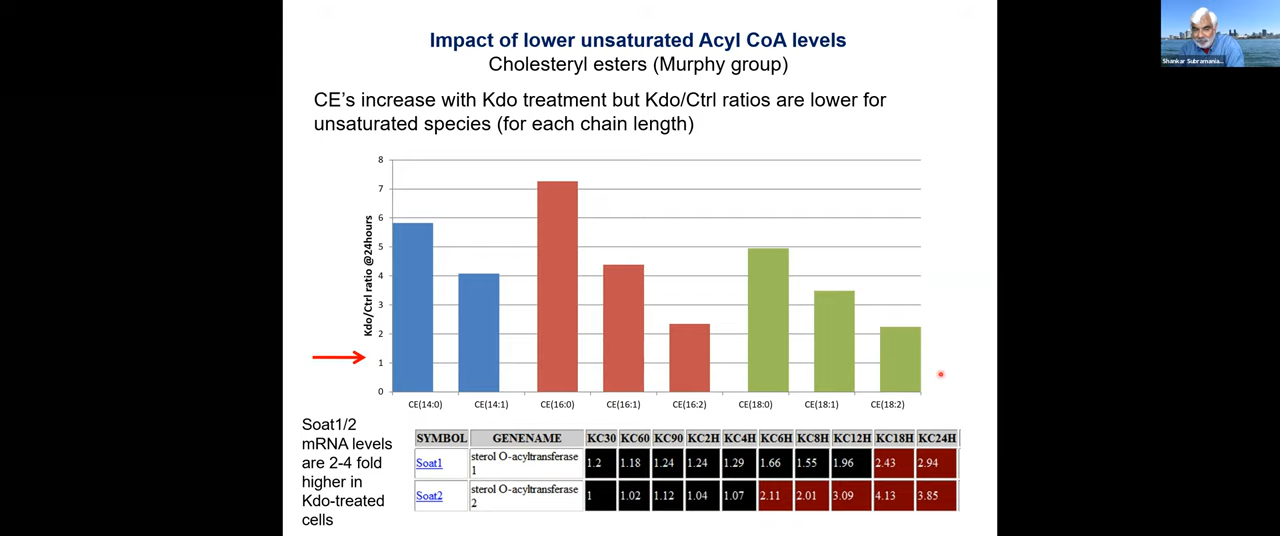 Impact of lower unsaturated Acyl CoA levels
Cholesteryl esters (Murphy group)
Shankar Subramania...
CE's increase with Kdo treatment but Kdo/Ctrl ratios are lower for
unsaturated species (for each chain length)
Kdo/Ctrl ratio @24hours
8
7
6
5
4
3
2
1
0
CE(14:0) CE(14:1) CE(16:0) CE(16:1) CE(16:2) CE(18:0) CE(18:1) CE(18:2)
Soat1/2
mRNA levels
are 2-4 fold
higher in
Kdo-treated
cells
SYMBOL GENENAME KC30 KC60 KC90 KC2H KC4H KC6H KC8H KC12H KC18H KC24H
Soat1 sterol O-acyltransferase 1.2 1.18 1.24 1.24 1.29 1.66 1.55 1.96 2.43 2.94
1
Soat2 sterol O-acyltransferase 1 1.02 1.12 1.04 1.07 2.11 2.01 3.09 4.13 3.85
2